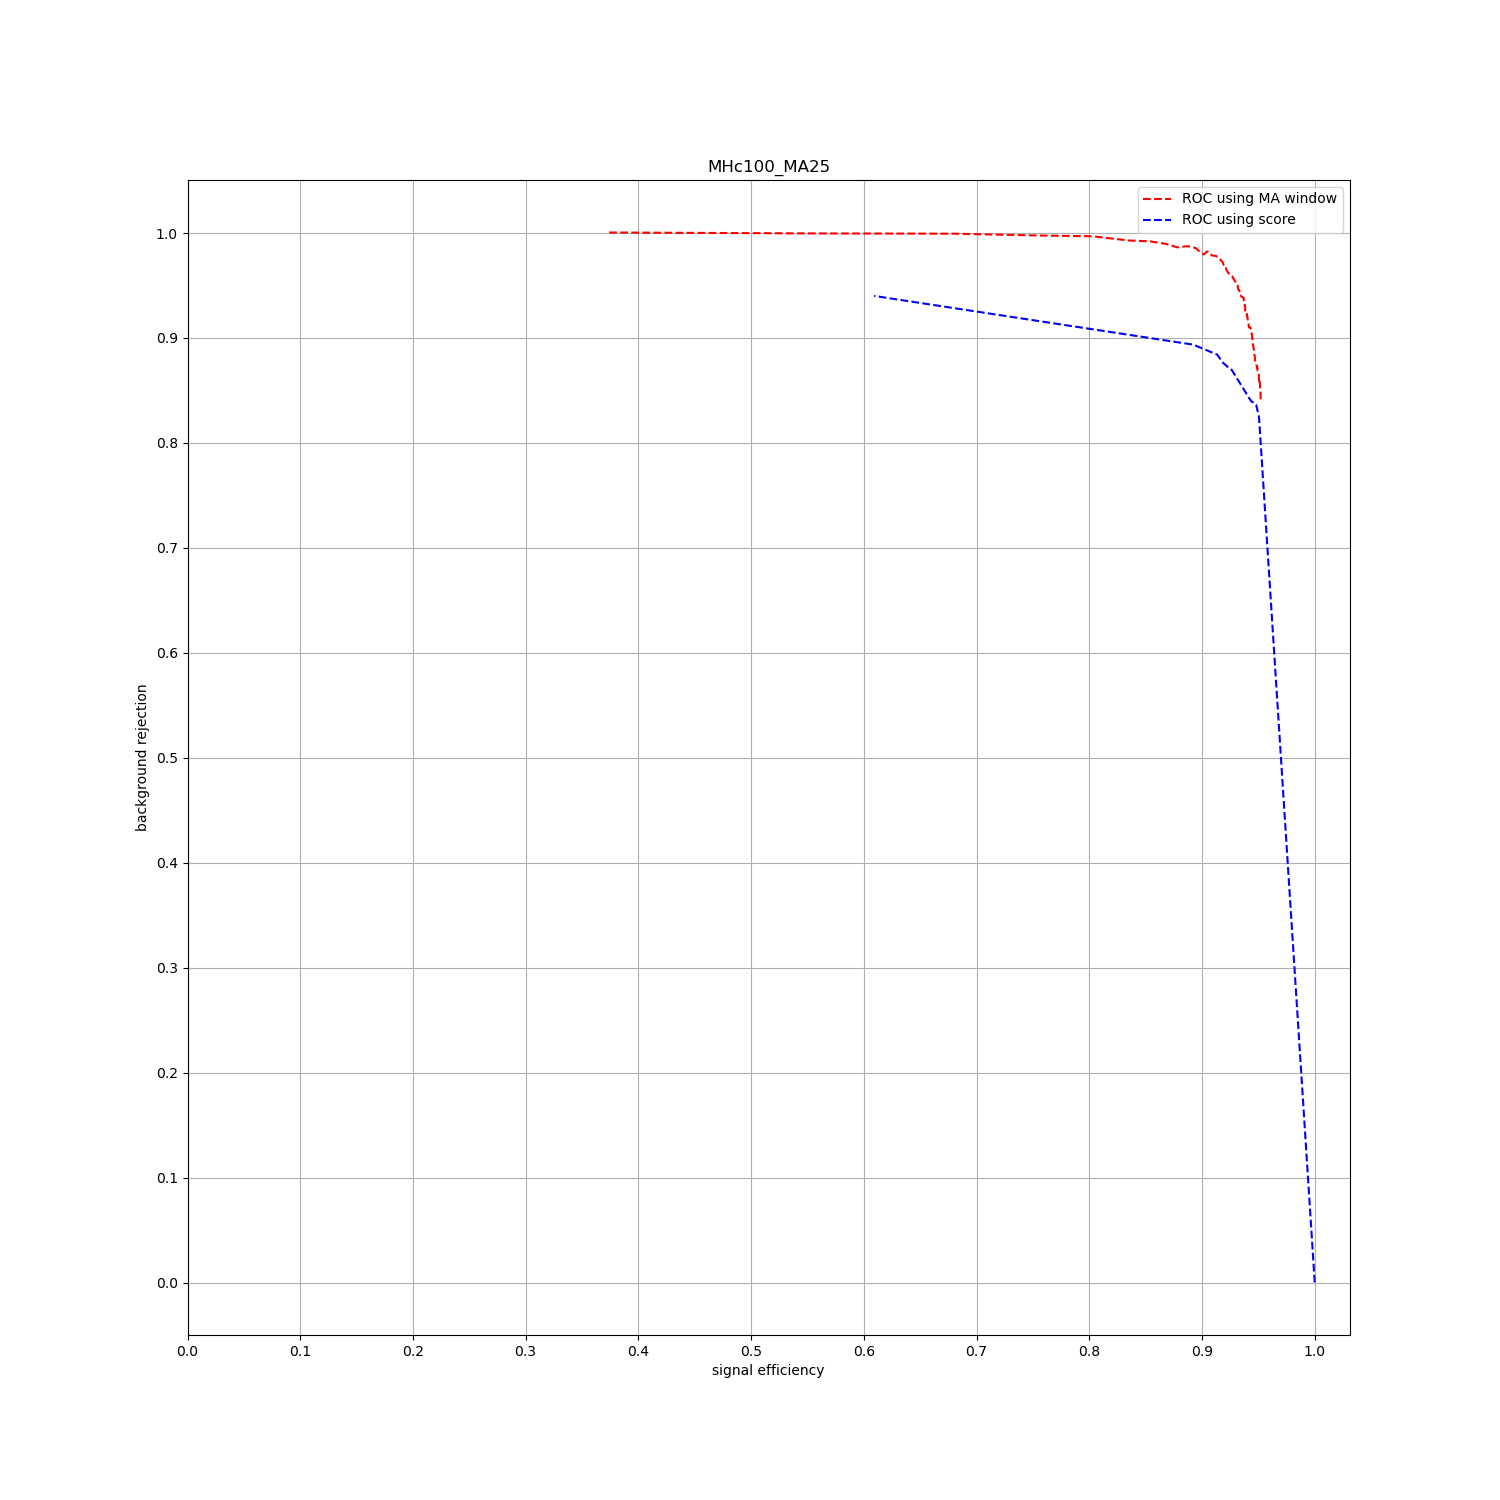 MHc100_MA25
ROC using MA window
ROC using score
1.0
0.9
0.8
0.7
0.6
0.5
0.4
0.3
0.2
0.1
0.0
background rejection
0.0 0.1 0.2 0.3 0.4 0.5 0.6 0.7 0.8 0.9 1.0
signal efficiency